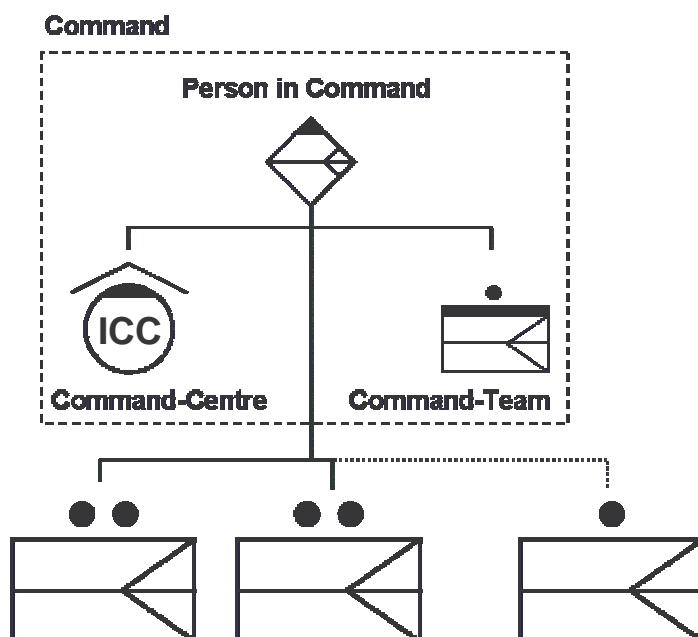 Command
Person in Command
ICC
Command-Centre
Command-Team